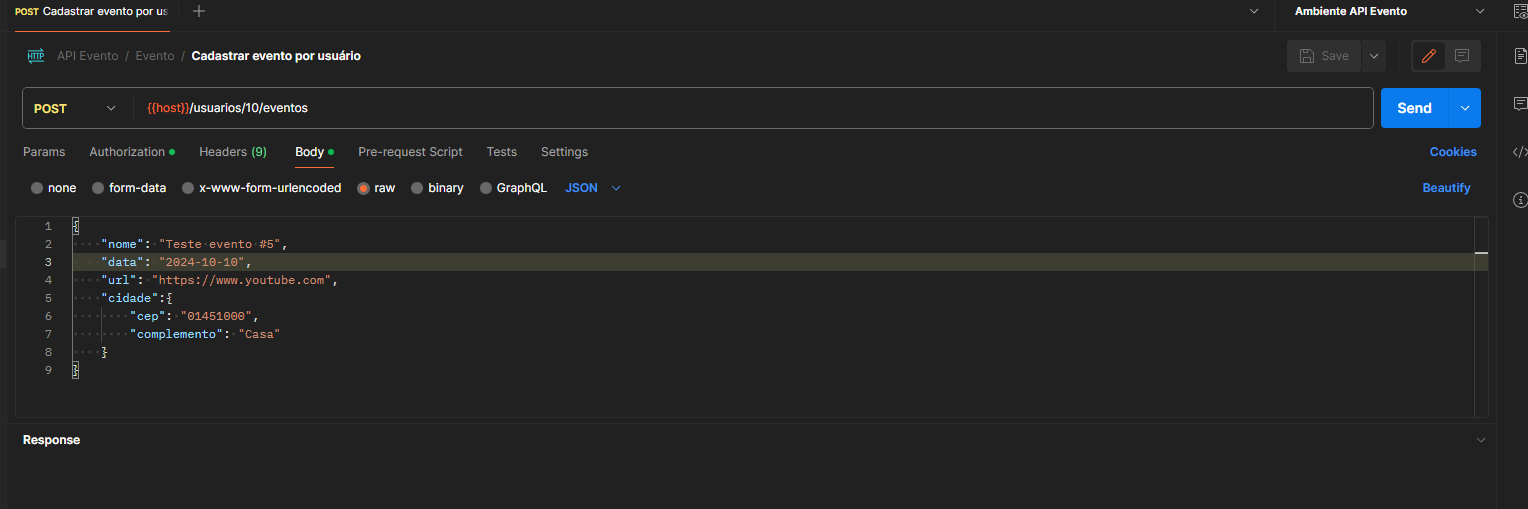 POST Cadastrar evento por us
Ambiente API Evento
HTTP API Evento / Evento / Cadastrar evento por usuário
Save
POST {{host}}/usuarios/10/eventos
Send
Params Authorization Headers (9) Body Pre-request Script Tests Settings
Cookies
none form-data x-www-form-urlencoded raw binary GraphQL JSON
Beautify
1 {
2 "nome": "Teste evento #5",
3 "data": "2024-10-10",
4 "url": "https://www.youtube.com",
5 "cidade":{
6 "cep": "01451000",
7 "complemento": "Casa"
8 }
9 }
Response